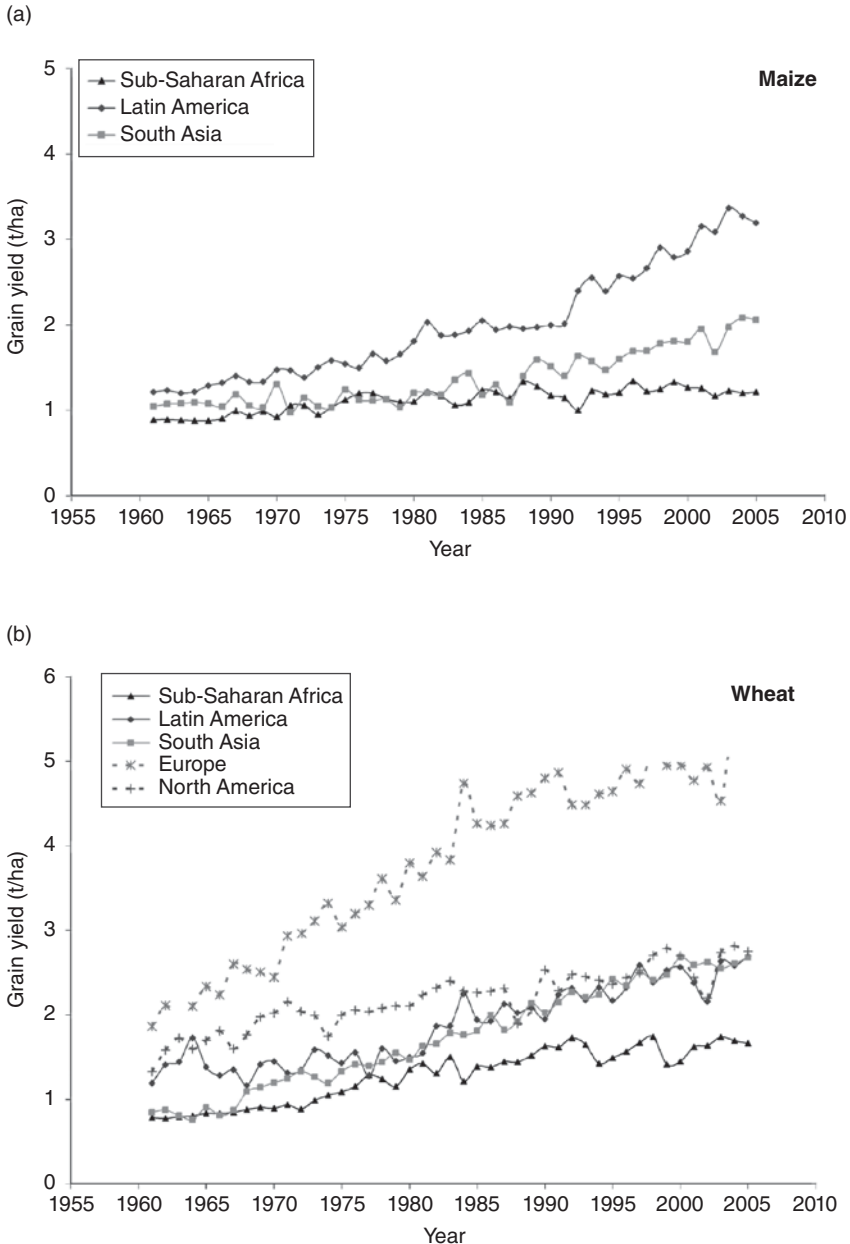 (a)
5
4
3
2
1
0
Grain yield (t/ha)
Sub-Saharan Africa
Latin America
South Asia
Maize
1955 1960 1965 1970 1975 1980 1985 1990 1995 2000 2005 2010
Year
(b)
6
5
4
3
2
1
0
Grain yield (t/ha)
Sub-Saharan Africa
Latin America
South Asia
Europe
North America
Wheat
1955 1960 1965 1970 1975 1980 1985 1990 1995 2000 2005 2010
Year